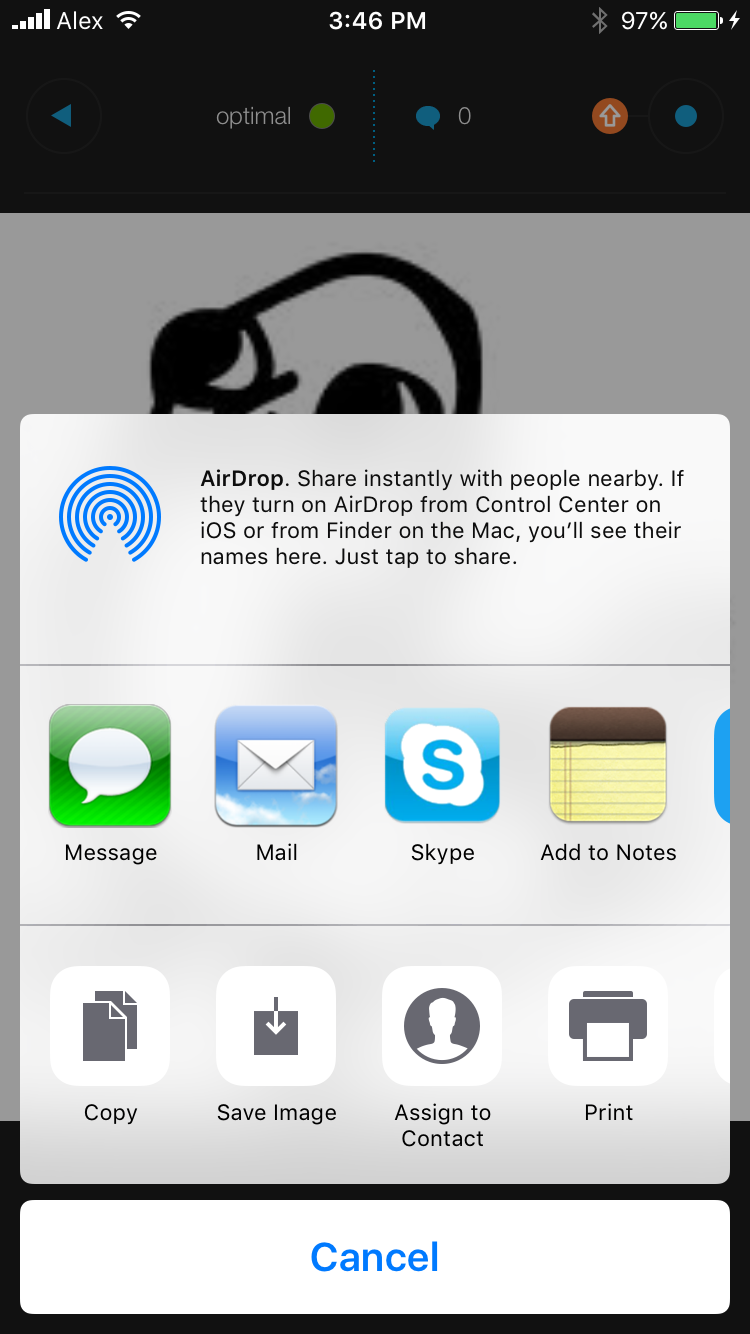 Alex 3:46 PM 97%
optimal 0
AirDrop. Share instantly with people nearby. If
they turn on AirDrop from Control Center on
iOS or from Finder on the Mac, you’ll see their
names here. Just tap to share.
S
Message Mail Skype Add to Notes
Copy Save Image Assign to Print
Contact
Cancel